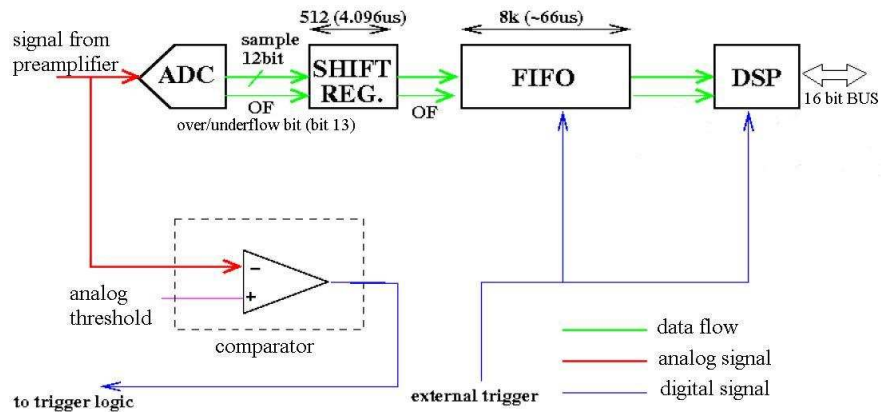 signal from
preamplifier
ADC
sample
12bit
OF
over/underflow bit (bit 13)
512 (4.096us)
SHIFT
REG.
OF
8k (~66us)
FIFO
DSP
16 bit BUS
analog
threshold
−
+
comparator
to trigger logic
external trigger
data flow
analog signal
digital signal